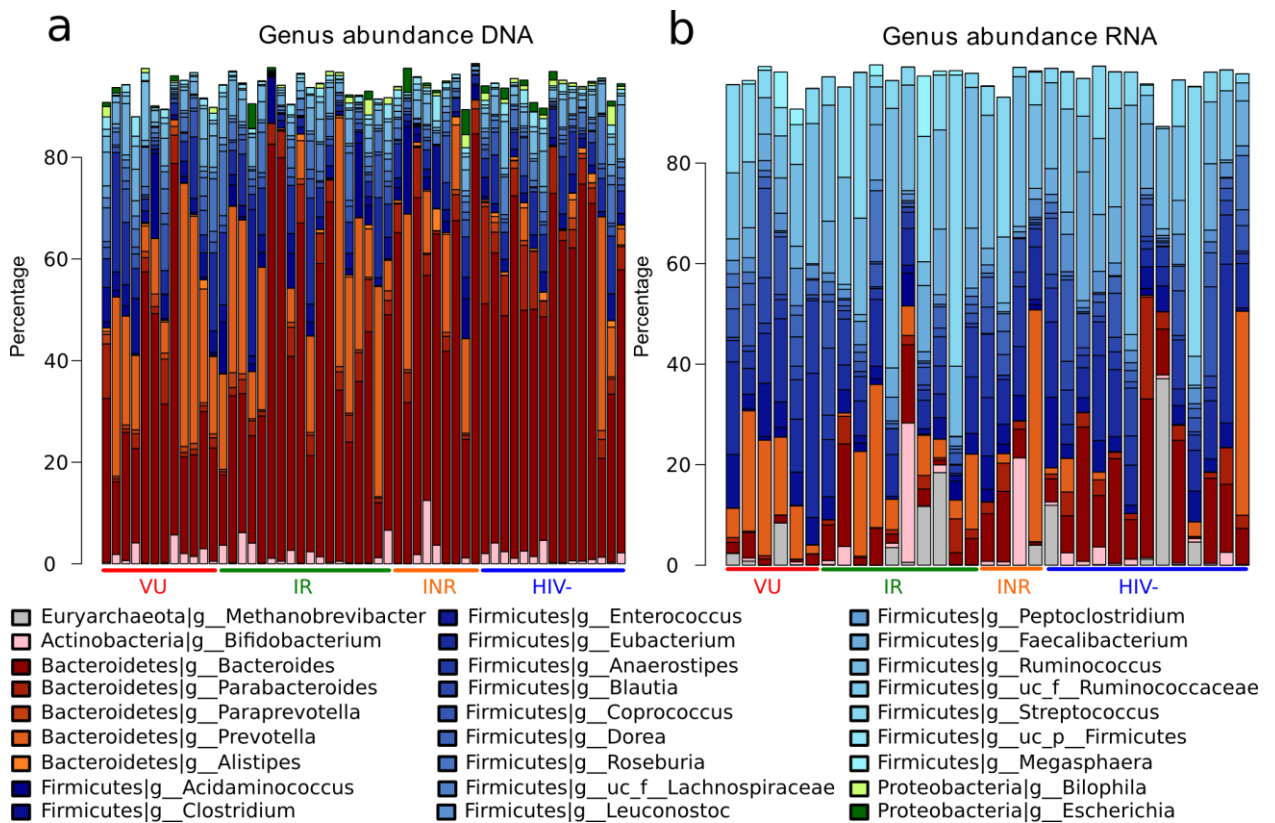 a
Genus abundance DNA
Percentage
80
60
40
20
0
VU
IR
INR
HIV-
b
Genus abundance RNA
Percentage
80
60
40
20
0
VU
IR
INR
HIV-
Euryarchaeota|g__Methanobrevibacter
Actinobacteria|g__Bifidobacterium
Bacteroidetes|g__Bacteroides
Bacteroidetes|g__Parabacteroides
Bacteroidetes|g__Paraprevotella
Bacteroidetes|g__Prevotella
Bacteroidetes|g__Alistipes
Firmicutes|g__Acidaminococcus
Firmicutes|g__Clostridium
Firmicutes|g__Enterococcus
Firmicutes|g__Eubacterium
Firmicutes|g__Anaerostipes
Firmicutes|g__Blautia
Firmicutes|g__Coprococcus
Firmicutes|g__Dorea
Firmicutes|g__Roseburia
Firmicutes|g__uc_f__Lachnospiraceae
Firmicutes|g__Leuconostoc
Firmicutes|g__Peptoclostridium
Firmicutes|g__Faecalibacterium
Firmicutes|g__Ruminococcus
Firmicutes|g__uc_f__Ruminococcaceae
Firmicutes|g__Streptococcus
Firmicutes|g__uc_p__Firmicutes
Firmicutes|g__Megasphaera
Proteobacteria|g__Bilophila
Proteobacteria|g__Escherichia